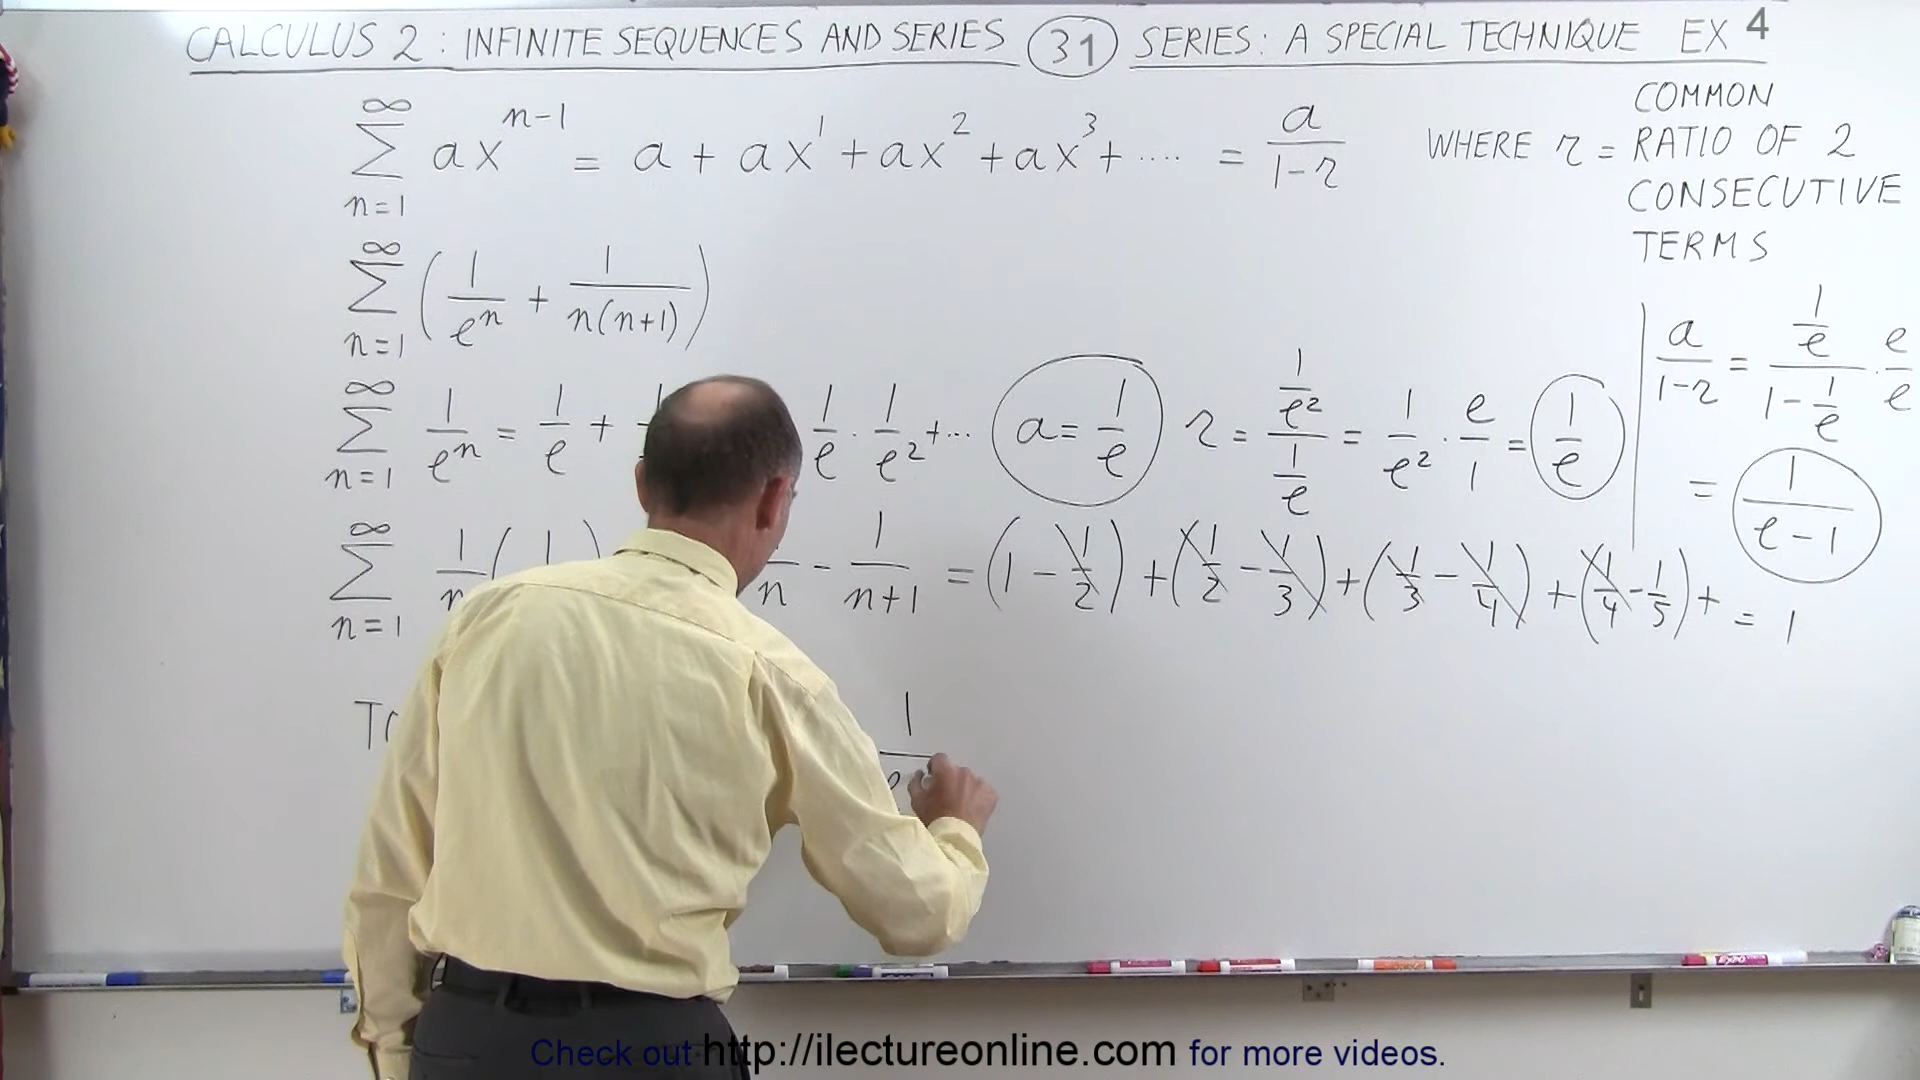 CALCULUS 2 : INFINITE SEQUENCES AND SERIES (31) SERIES: A SPECIAL TECHNIQUE EX 4
∑_{n=1}^{∞} ax^{n-1} = a + ax^1 + ax^2 + ax^3 + .... = a/(1-r) WHERE r = COMMON
RATIO OF 2
CONSECUTIVE
TERMS
∑_{n=1}^{∞} (1/e^n + 1/(n(n+1)))
∑_{n=1}^{∞} 1/e^n = 1/e + 1/e · 1/e^2 + ... a = 1/e r = (1/e^2)/(1/e) = 1/e^2 · e/1 = 1/e
a/(1-r) = (1/e)/(1-1/e) · e/e
= 1/(e-1)
∑_{n=1}^{∞} 1/n (1 1/n - 1/(n+1) = (1 - 1/2) + (1/2 - 1/3) + (1/3 - 1/4) + (1/4 - 1/5) + = 1
1
Check out http://ilectureonline.com for more videos.